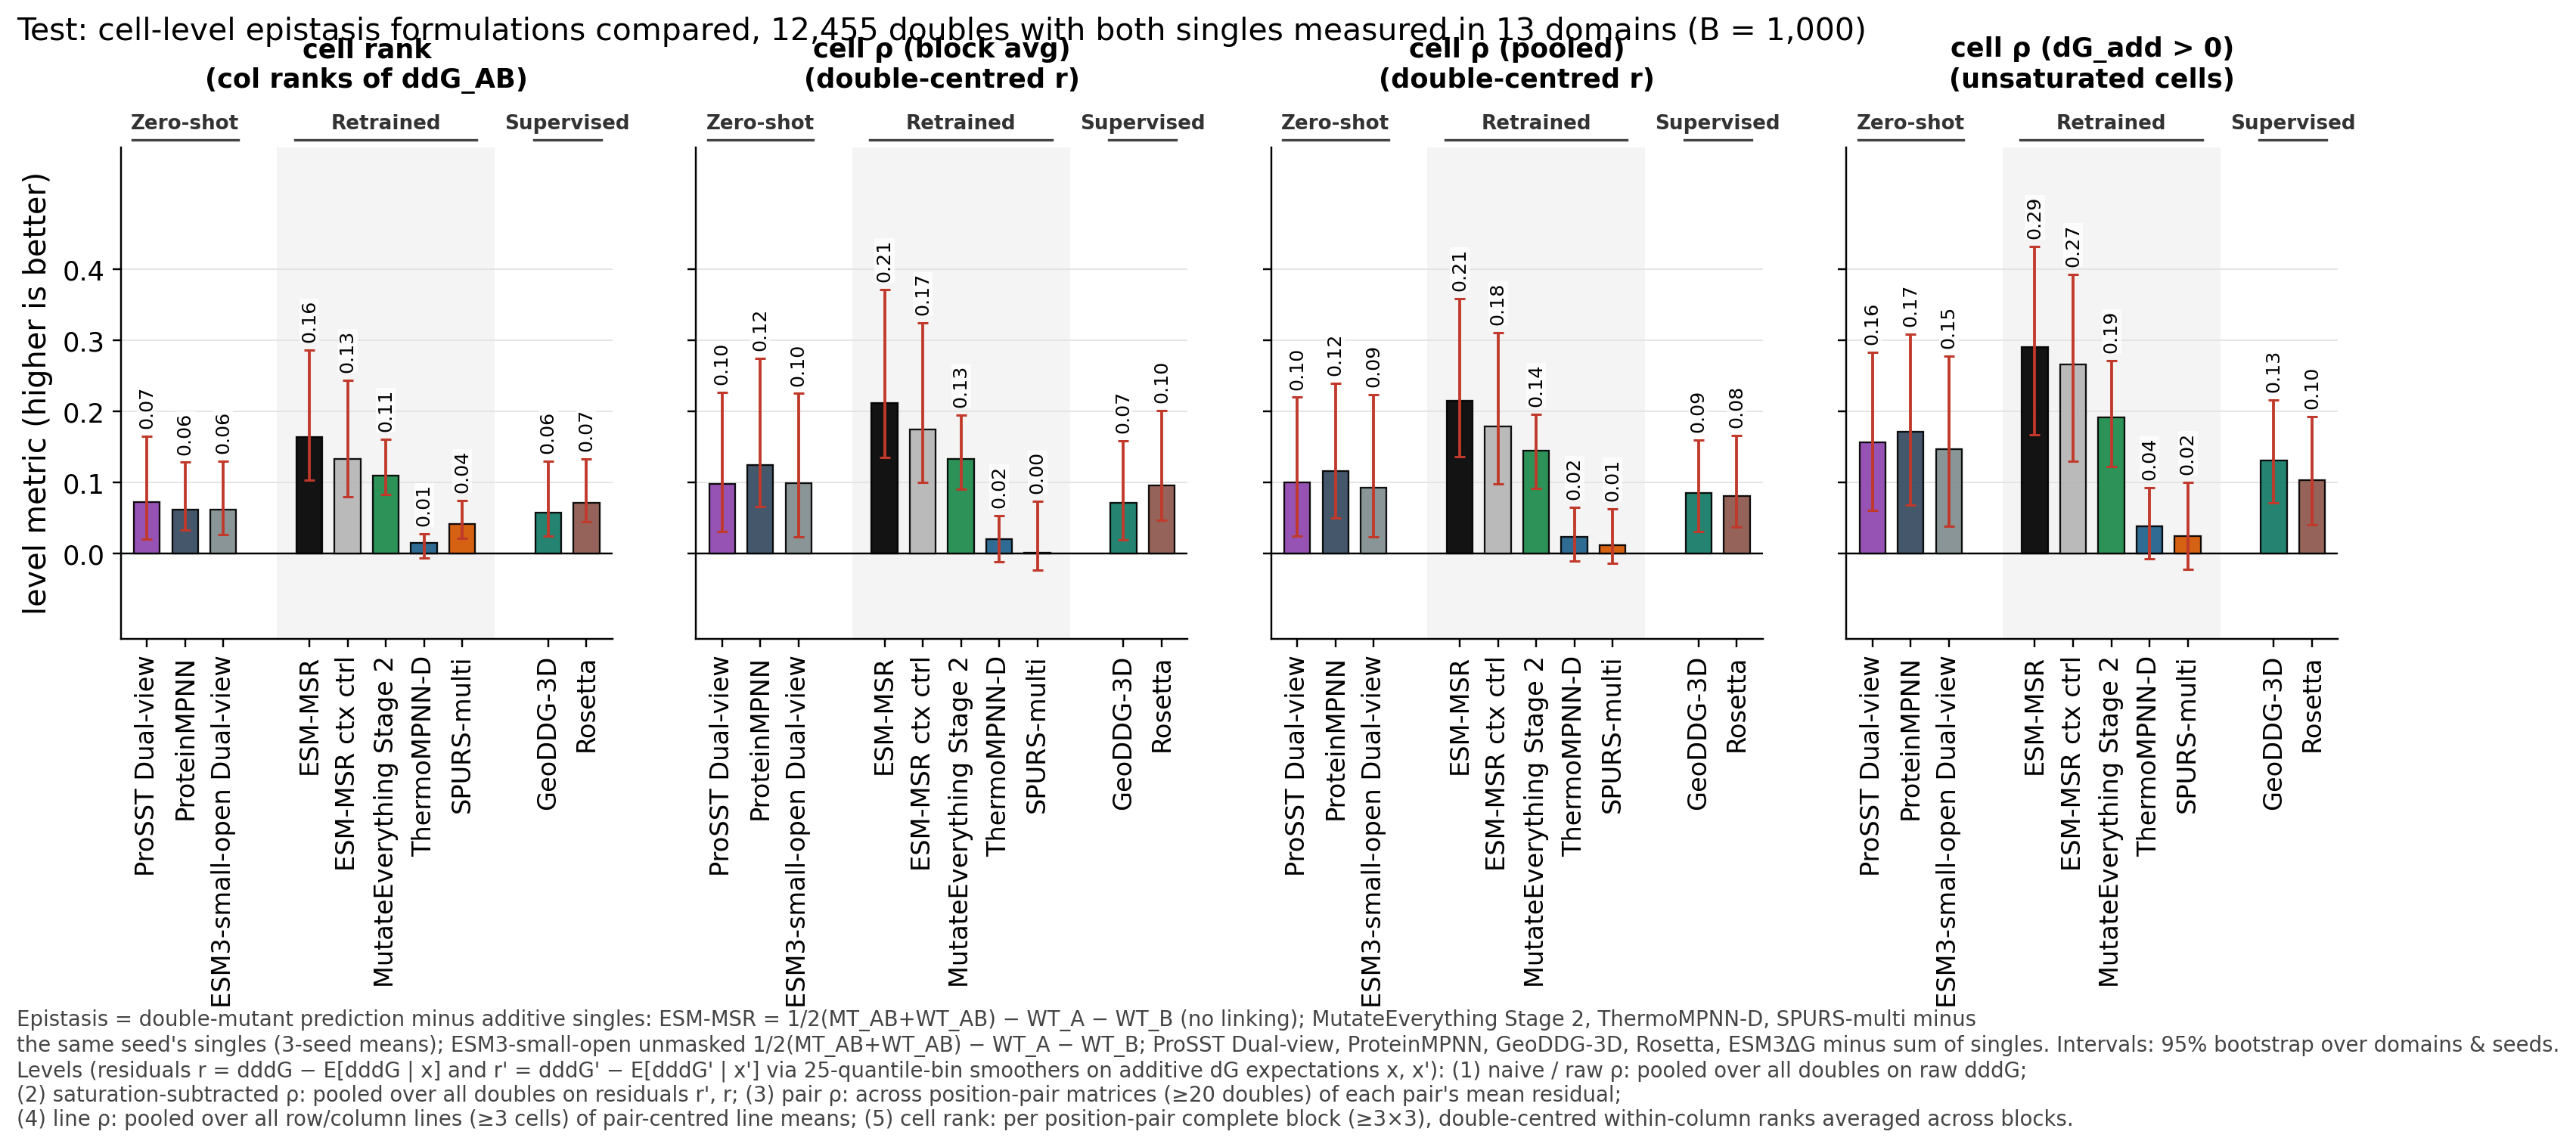 Test: cell-level epistasis formulations compared, 12,455 doubles with both singles measured in 13 domains (B = 1,000)
cell rank
(col ranks of ddG_AB)
cell ρ (block avg)
(double-centred r)
cell ρ (pooled)
(double-centred r)
cell ρ (dG_add > 0)
(unsaturated cells)
Zero-shot Retrained Supervised
Zero-shot Retrained Supervised
Zero-shot Retrained Supervised
Zero-shot Retrained Supervised
level metric (higher is better)
0.4
0.3
0.2
0.1
0.0
0.07 0.06 0.06 0.16 0.13 0.11 0.01 0.04 0.06 0.07
0.10 0.12 0.10 0.21 0.17 0.13 0.02 0.00 0.07 0.10
0.10 0.12 0.09 0.21 0.18 0.14 0.02 0.01 0.09 0.08
0.16 0.17 0.15 0.29 0.27 0.19 0.04 0.02 0.13 0.10
ProSST Dual-view
ProteinMPNN
ESM3-small-open Dual-view
ESM-MSR
ESM-MSR ctx ctrl
MutateEverything Stage 2
ThermoMPNN-D
SPURS-multi
GeoDDG-3D
Rosetta
ProSST Dual-view
ProteinMPNN
ESM3-small-open Dual-view
ESM-MSR
ESM-MSR ctx ctrl
MutateEverything Stage 2
ThermoMPNN-D
SPURS-multi
GeoDDG-3D
Rosetta
ProSST Dual-view
ProteinMPNN
ESM3-small-open Dual-view
ESM-MSR
ESM-MSR ctx ctrl
MutateEverything Stage 2
ThermoMPNN-D
SPURS-multi
GeoDDG-3D
Rosetta
ProSST Dual-view
ProteinMPNN
ESM3-small-open Dual-view
ESM-MSR
ESM-MSR ctx ctrl
MutateEverything Stage 2
ThermoMPNN-D
SPURS-multi
GeoDDG-3D
Rosetta
Epistasis = double-mutant prediction minus additive singles: ESM-MSR = 1/2(MT_AB+WT_AB) − WT_A − WT_B (no linking); MutateEverything Stage 2, ThermoMPNN-D, SPURS-multi minus
the same seed's singles (3-seed means); ESM3-small-open unmasked 1/2(MT_AB+WT_AB) − WT_A − WT_B; ProSST Dual-view, ProteinMPNN, GeoDDG-3D, Rosetta, ESM3ΔG minus sum of singles. Intervals: 95% bootstrap over domains & seeds.
Levels (residuals r = dddG − E[dddG | x] and r' = dddG' − E[dddG' | x'] via 25-quantile-bin smoothers on additive dG expectations x, x'): (1) naive / raw ρ: pooled over all doubles on raw dddG;
(2) saturation-subtracted ρ: pooled over all doubles on residuals r', r; (3) pair ρ: across position-pair matrices (≥20 doubles) of each pair's mean residual;
(4) line ρ: pooled over all row/column lines (≥3 cells) of pair-centred line means; (5) cell rank: per position-pair complete block (≥3×3), double-centred within-column ranks averaged across blocks.